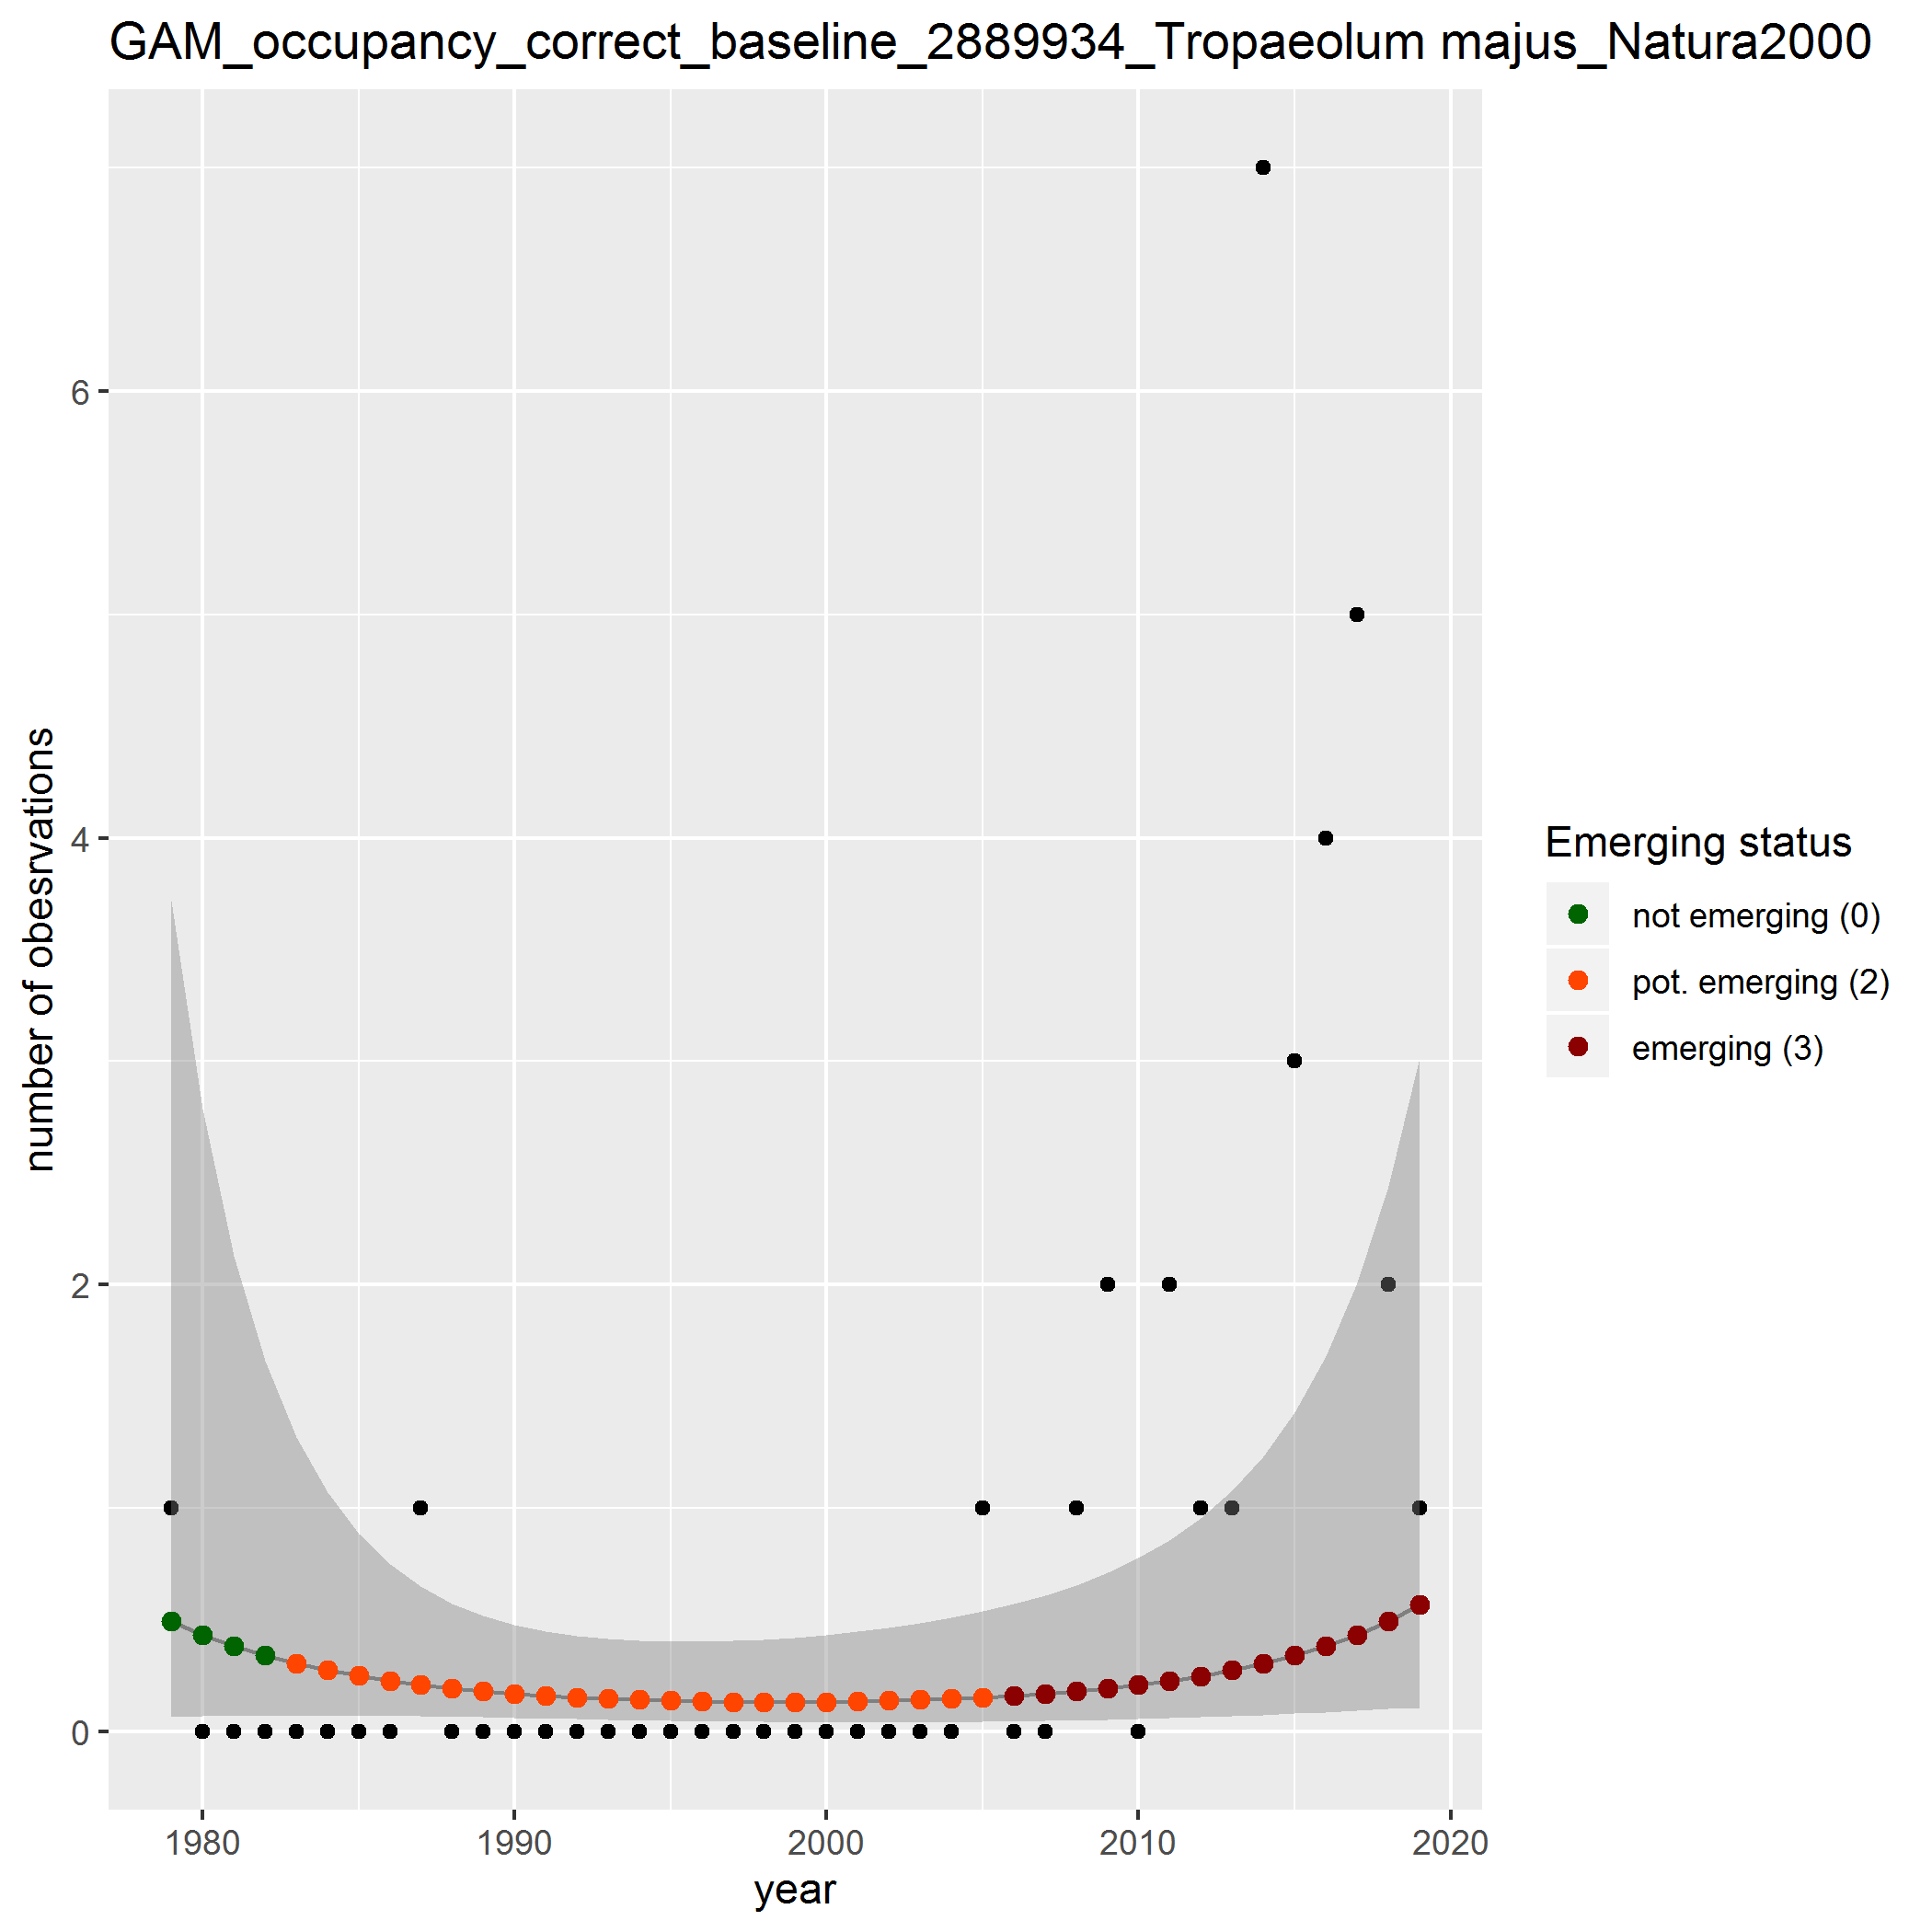 GAM_occupancy_correct_baseline_2889934_Tropaeolum majus_Natura2000
number of obesrvations
6
4
2
0
1980 1990 2000 2010 2020
year
Emerging status
not emerging (0)
pot. emerging (2)
emerging (3)